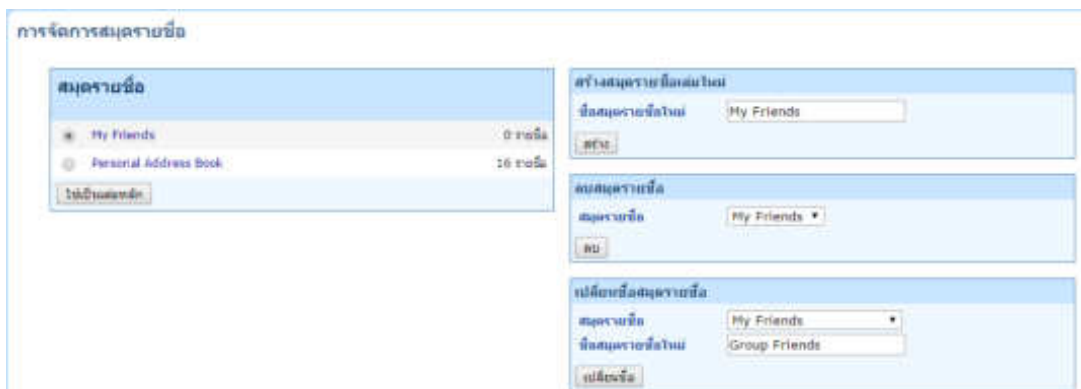 การจัดการสมุดรายชื่อ
สมุดรายชื่อ
My Friends 0 รายชื่อ
Personal Address Book 16 รายชื่อ
ใช้เป็นเล่มหลัก
สร้างสมุดรายชื่อเล่มใหม่
ชื่อสมุดรายชื่อใหม่ My Friends
สร้าง
ลบสมุดรายชื่อ
สมุดรายชื่อ My Friends
ลบ
เปลี่ยนชื่อสมุดรายชื่อ
สมุดรายชื่อ My Friends
ชื่อสมุดรายชื่อใหม่ Group Friends
เปลี่ยนชื่อ